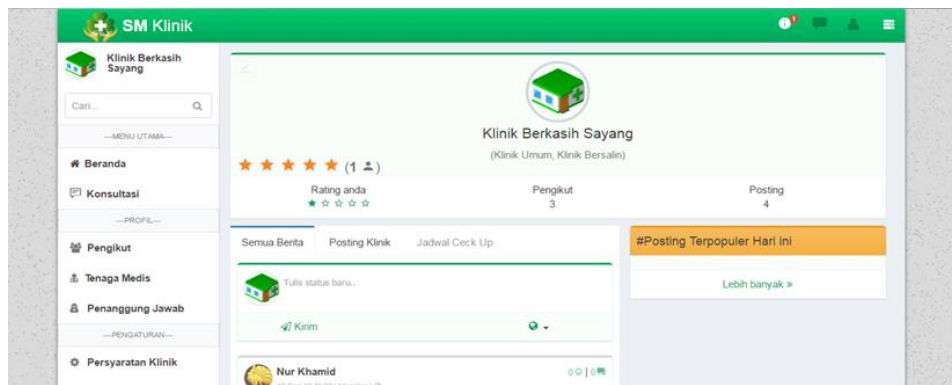 SM Klinik
1
Klinik Berkasih
Sayang
Cari...
---MENU UTAMA---
Beranda
Konsultasi
---PROFIL---
Pengikut
Tenaga Medis
Penanggung Jawab
---PENGATURAN---
Persyaratan Klinik
Klinik Berkasih Sayang
(Klinik Umum, Klinik Bersalin)
(1 )
Rating anda
Pengikut
3
Posting
4
Semua Berita
Posting Klinik
Jadwal Ceck Up
Tulis status baru..
Kirim
Nur Khamid
0 | 0
#Posting Terpopuler Hari ini
Lebih banyak »